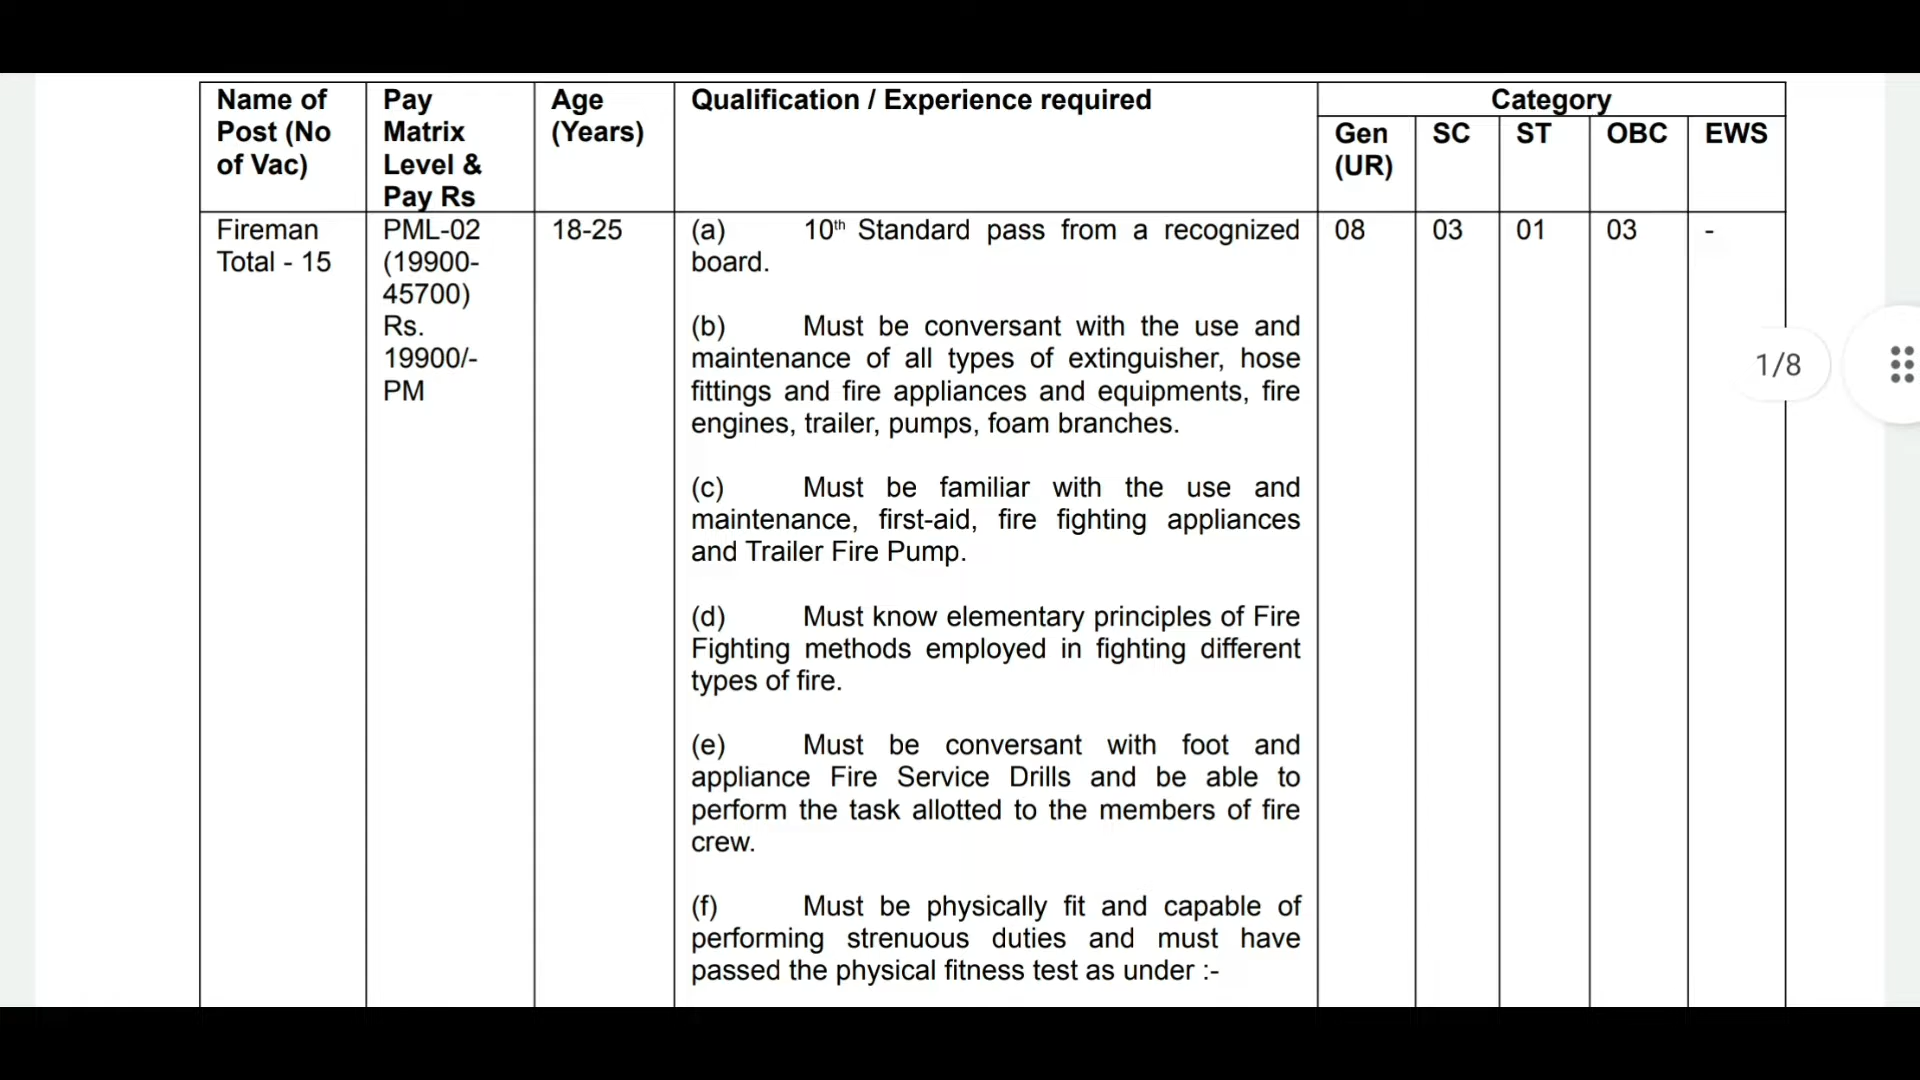 Name of
Post (No
of Vac)
Pay
Matrix
Level &
Pay Rs
Age
(Years)
Qualification / Experience required
Category
Gen
(UR)
SC
ST
OBC
EWS
Fireman
Total - 15
PML-02
(19900-
45700)
Rs.
19900/-
PM
18-25
(a) 10th Standard pass from a recognized
board.
(b) Must be conversant with the use and
maintenance of all types of extinguisher, hose
fittings and fire appliances and equipments, fire
engines, trailer, pumps, foam branches.
(c) Must be familiar with the use and
maintenance, first-aid, fire fighting appliances
and Trailer Fire Pump.
(d) Must know elementary principles of Fire
Fighting methods employed in fighting different
types of fire.
(e) Must be conversant with foot and
appliance Fire Service Drills and be able to
perform the task allotted to the members of fire
crew.
(f) Must be physically fit and capable of
performing strenuous duties and must have
passed the physical fitness test as under :-
08
03
01
03
-
1/8